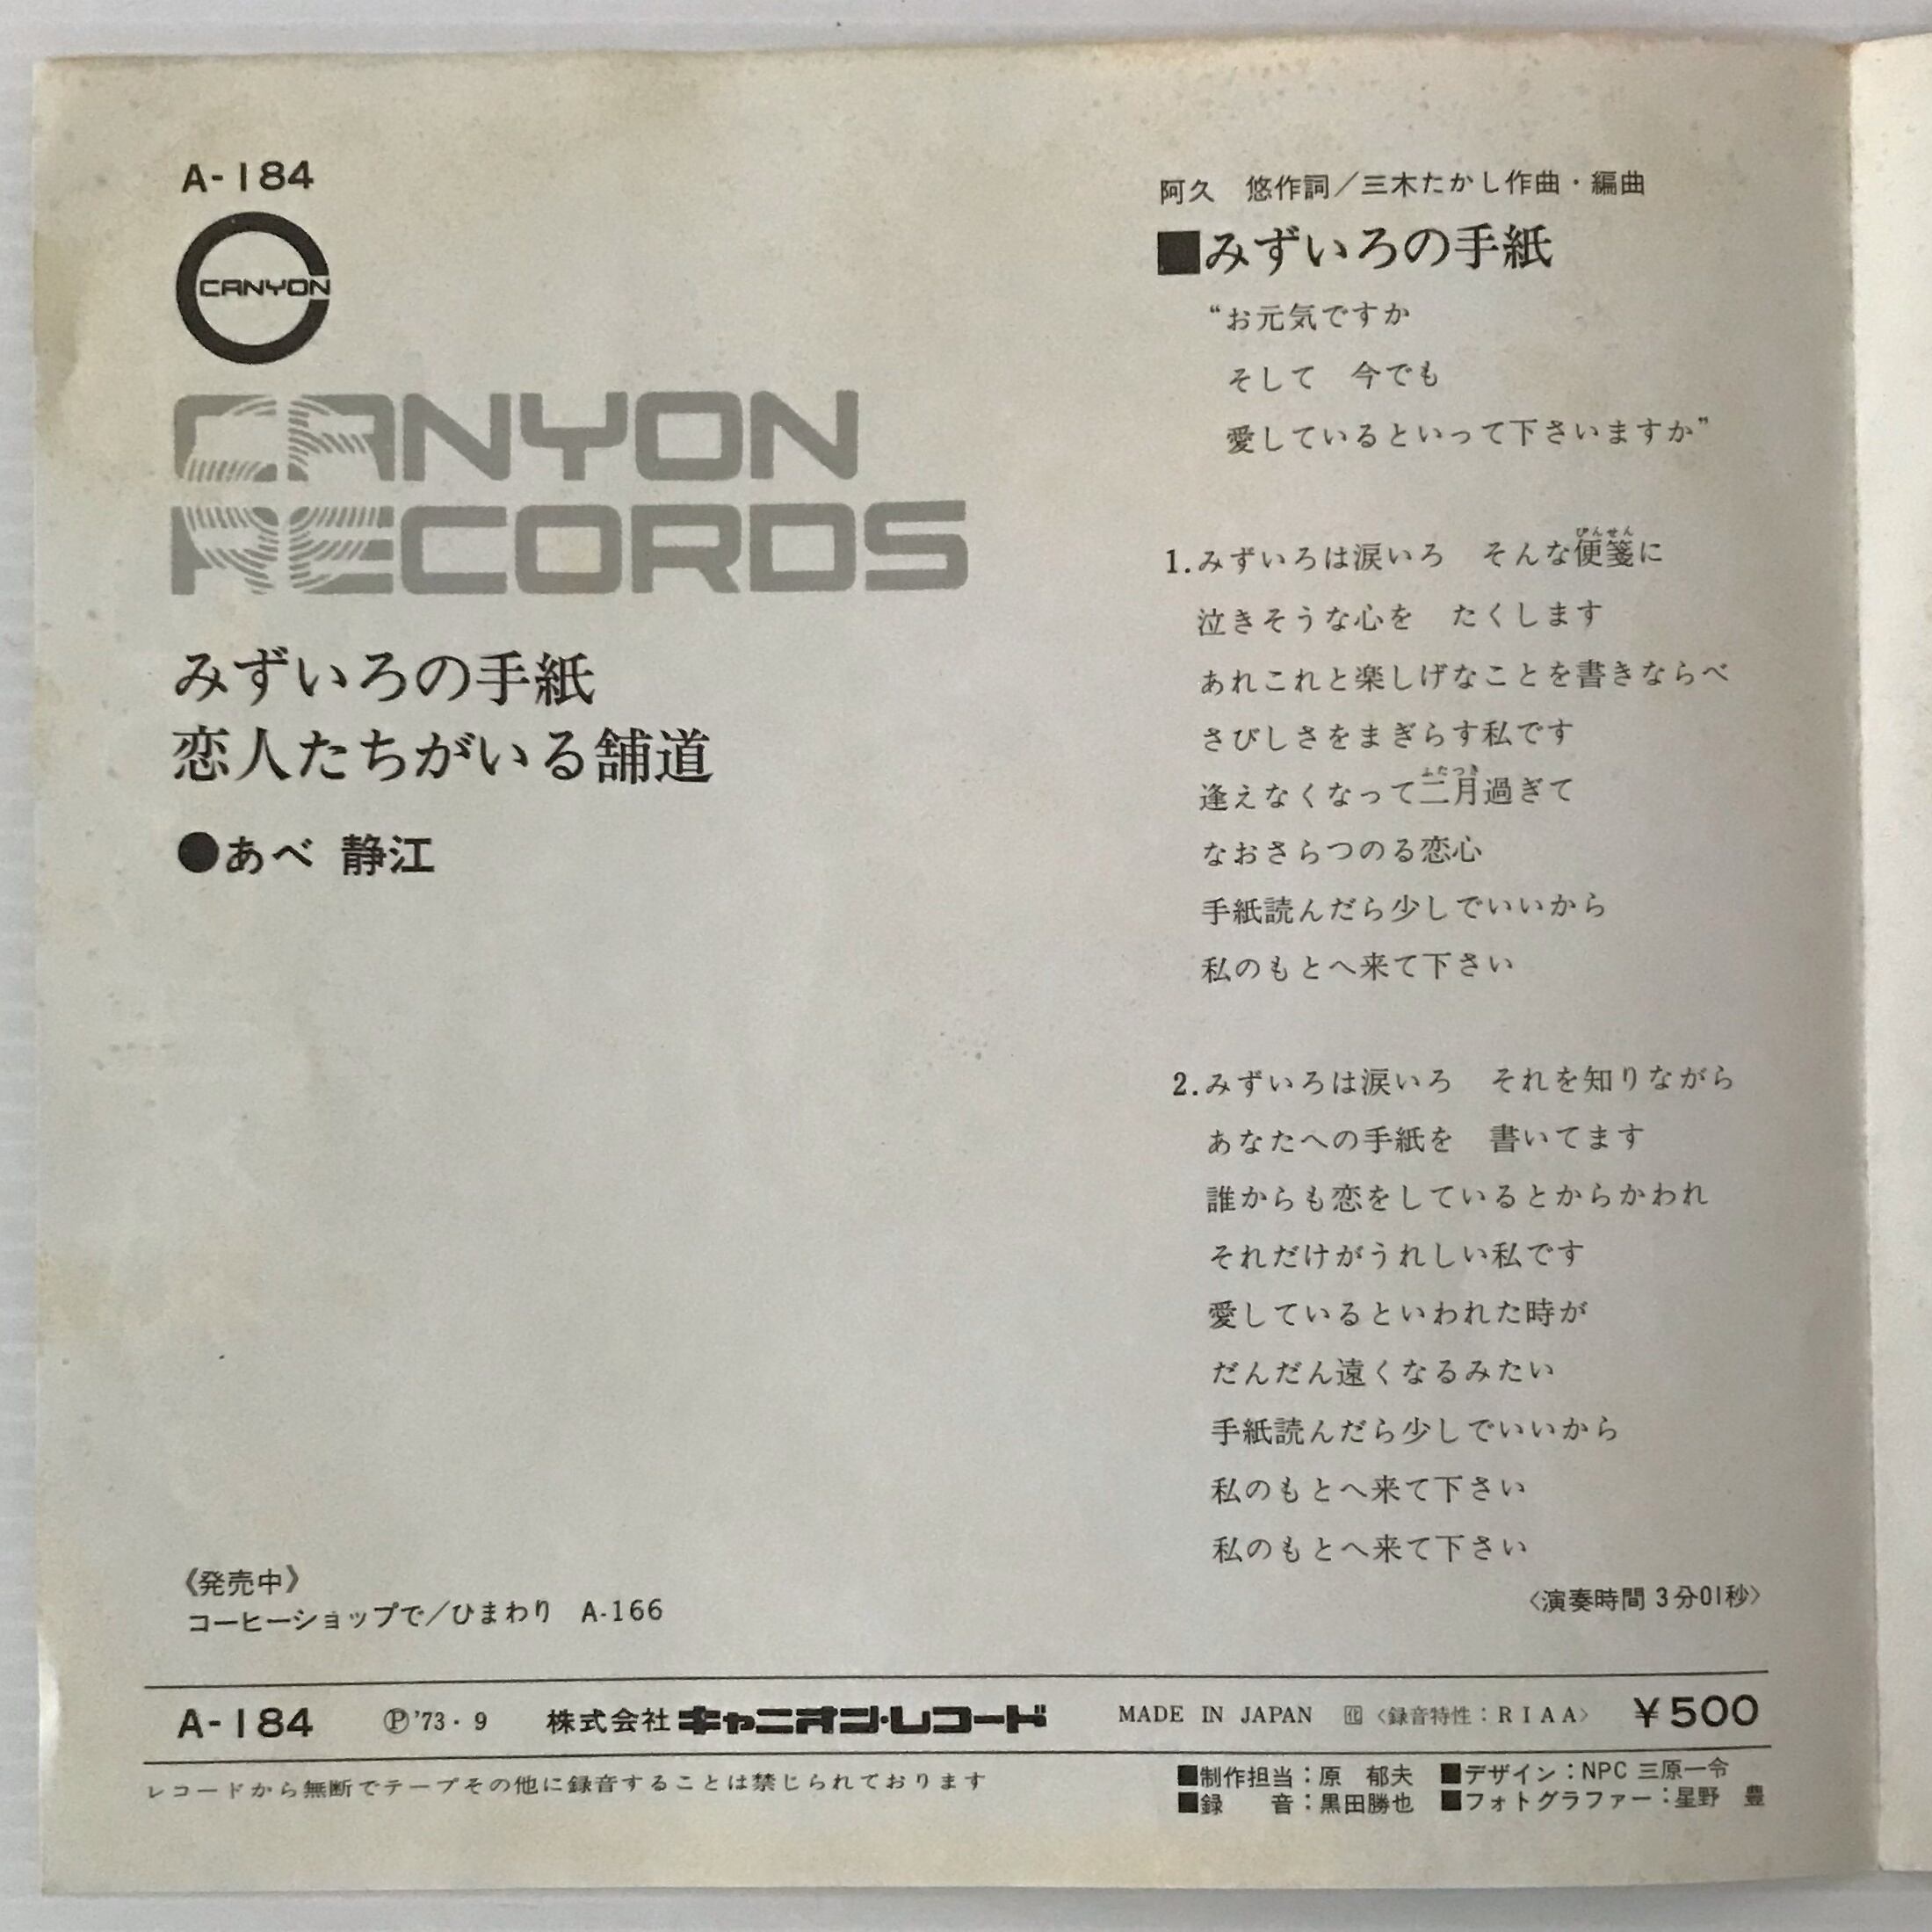 A-184
CANYON
CANYON
RECORDS
みずいろの手紙
恋人たちがいる舗道
●あべ 静江
《発売中》
コーヒーショップで／ひまわり A-166
阿久　悠作詞／三木たかし作曲・編曲
■みずいろの手紙
“お元気ですか
そして　今でも
愛しているといって下さいますか”
1.みずいろは涙いろ　そんな便箋に
びんせん
泣きそうな心を　たくします
あれこれと楽しげなことを書きならべ
さびしさをまぎらす私です
逢えなくなって二月過ぎて
ふたつき
なおさらつのる恋心
手紙読んだら少しでいいから
私のもとへ来て下さい
2.みずいろは涙いろ　それを知りながら
あなたへの手紙を　書いてます
誰からも恋をしているとからかわれ
それだけがうれしい私です
愛しているといわれた時が
だんだん遠くなるみたい
手紙読んだら少しでいいから
私のもとへ来て下さい
私のもとへ来て下さい
〈演奏時間 3分01秒〉
A-184　Ⓟ'73・9　株式会社キャニオン・レコード　MADE IN JAPAN　〈録音特性：RIAA〉　¥500
レコードから無断でテープその他に録音することは禁じられております
■制作担当：原　郁夫　■デザイン：NPC 三原一令
■録　　音：黒田勝也　■フォトグラファー：星野　豊